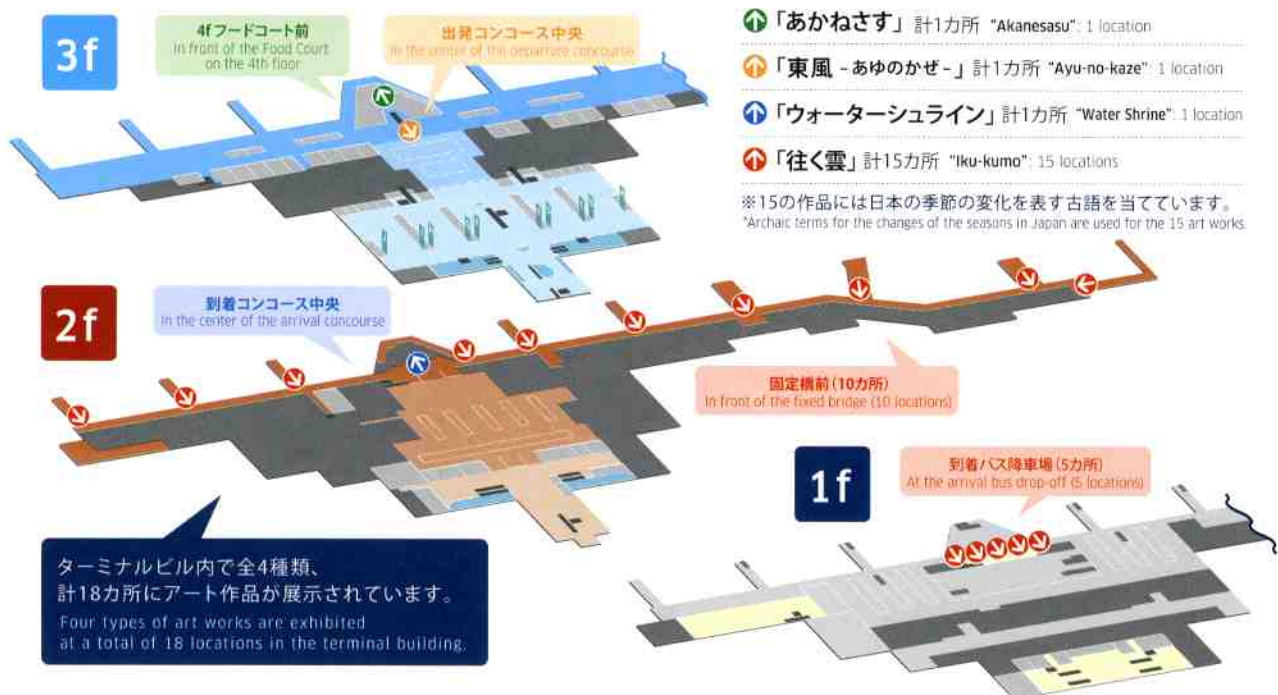 3f
4fフードコート前
in front of the Food Court
on the 4th floor
出発コンコース中央
in the center of the departure concourse
「あかねさす」 計1カ所 "Akanesasu": 1 location
「東風 -あゆのかぜ-」 計1カ所 "Ayu-no-kaze": 1 location
「ウォーターシュライン」 計1カ所 "Water Shrine": 1 location
「往く雲」 計15カ所 "Iku-kumo": 15 locations
※15の作品には日本の季節の変化を表す古語を当てています。
*Archaic terms for the changes of the seasons in Japan are used for the 15 art works.
2f
到着コンコース中央
in the center of the arrival concourse
固定橋前(10カ所)
in front of the fixed bridge (10 locations)
1f
到着バス降車場(5カ所)
At the arrival bus drop-off (5 locations)
ターミナルビル内で全4種類、
計18カ所にアート作品が展示されています。
Four types of art works are exhibited
at a total of 18 locations in the terminal building.